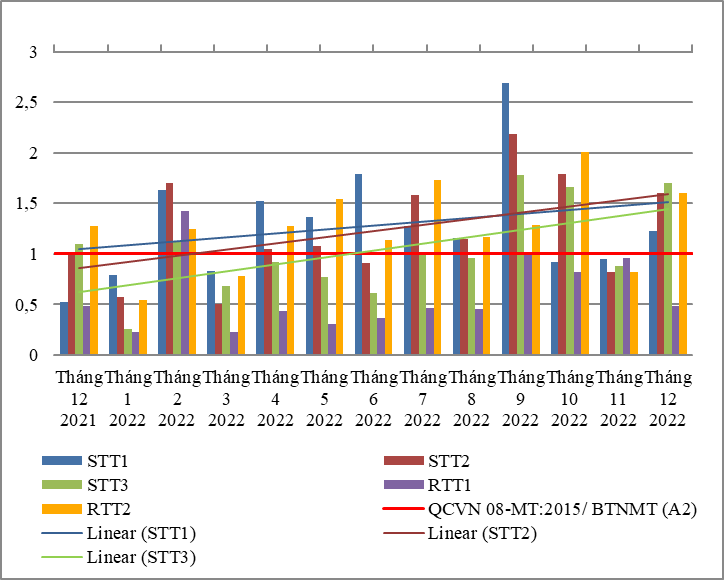 3
2,5
2
1,5
1
0,5
0
Tháng 12 2021
Tháng 1 2022
Tháng 2 2022
Tháng 3 2022
Tháng 4 2022
Tháng 5 2022
Tháng 6 2022
Tháng 7 2022
Tháng 8 2022
Tháng 9 2022
Tháng 10 2022
Tháng 11 2022
Tháng 12 2022
STT1
STT2
STT3
RTT1
RTT2
QCVN 08-MT:2015/ BTNMT (A2)
Linear (STT1)
Linear (STT2)
Linear (STT3)